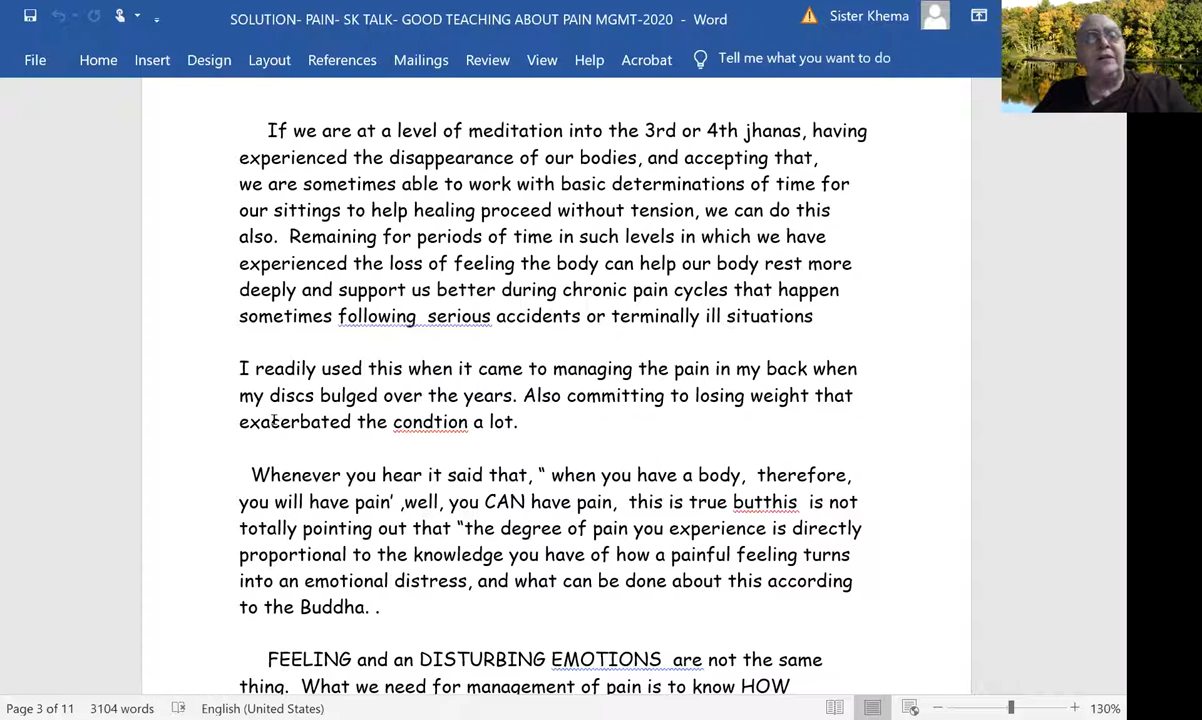 SOLUTION- PAIN- SK TALK- GOOD TEACHING ABOUT PAIN MGMT-2020 - Word
Sister Khema
File Home Insert Design Layout References Mailings Review View Help Acrobat Tell me what you want to do
If we are at a level of meditation into the 3rd or 4th jhanas, having
experienced the disappearance of our bodies, and accepting that,
we are sometimes able to work with basic determinations of time for
our sittings to help healing proceed without tension, we can do this
also. Remaining for periods of time in such levels in which we have
experienced the loss of feeling the body can help our body rest more
deeply and support us better during chronic pain cycles that happen
sometimes following serious accidents or terminally ill situations
I readily used this when it came to managing the pain in my back when
my discs bulged over the years. Also committing to losing weight that
exacerbated the condtion a lot.
Whenever you hear it said that, “ when you have a body, therefore,
you will have pain’ ,well, you CAN have pain, this is true butthis is not
totally pointing out that “the degree of pain you experience is directly
proportional to the knowledge you have of how a painful feeling turns
into an emotional distress, and what can be done about this according
to the Buddha. .
FEELING and an DISTURBING EMOTIONS are not the same
thing. What we need for management of pain is to know HOW
Page 3 of 11 3104 words English (United States) 130%